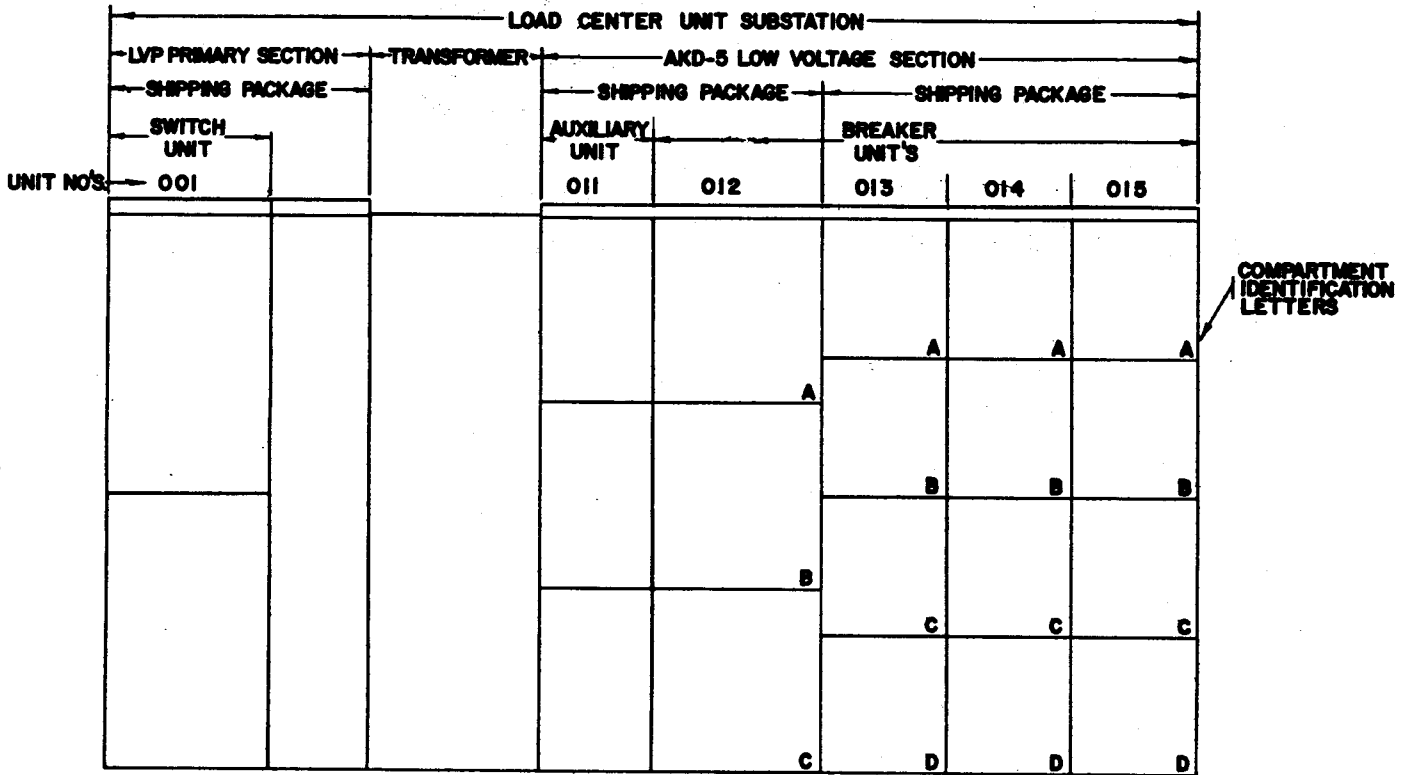 LOAD CENTER UNIT SUBSTATION
LVP PRIMARY SECTION
TRANSFORMER
AKD-5 LOW VOLTAGE SECTION
SHIPPING PACKAGE
SHIPPING PACKAGE
SHIPPING PACKAGE
SWITCH
UNIT
AUXILIARY
UNIT
BREAKER
UNIT'S
UNIT NO'S. 001
011
012
013
014
015
COMPARTMENT
IDENTIFICATION
LETTERS
A A A
A
B B B
B
C C C
C D D D